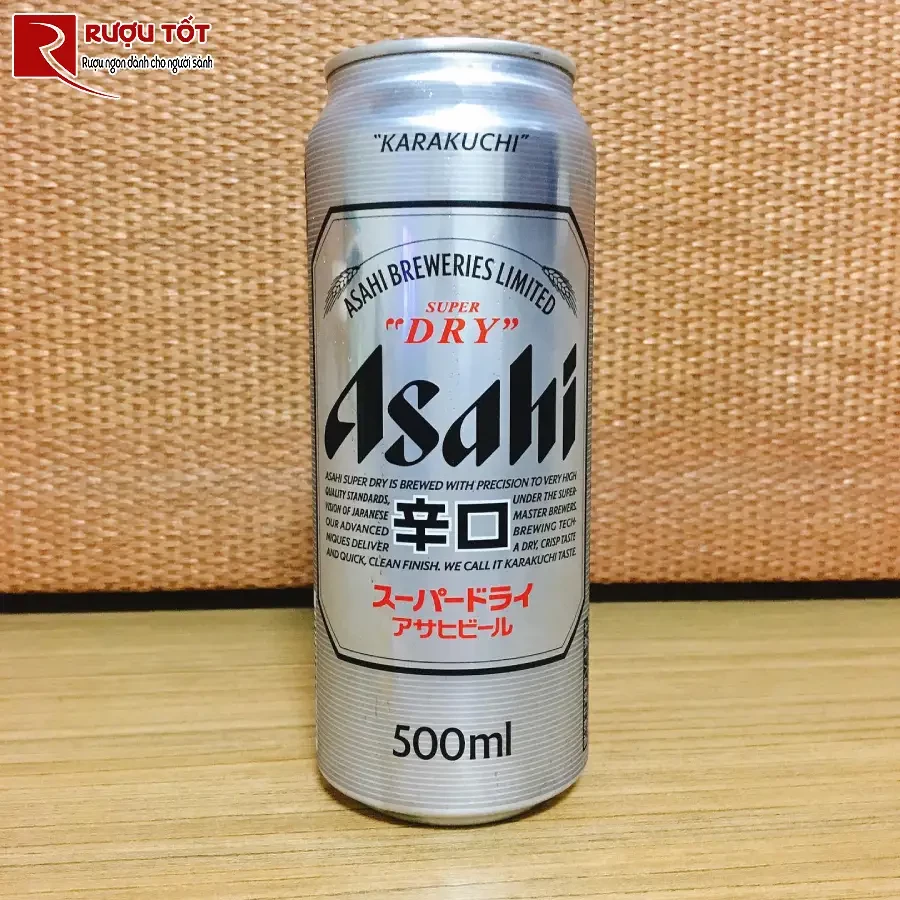 RƯỢU TỐT
Rượu ngon dành cho người sành
"KARAKUCHI"
ASAHI BREWERIES LIMITED
SUPER
"DRY"
Asahi
ASAHI SUPER DRY IS BREWED WITH PRECISION TO VERY HIGH
QUALITY STANDARDS, UNDER THE SUPER-
VISION OF JAPANESE MASTER BREWERS.
OUR ADVANCED BREWING TECH-
NIQUES DELIVER A DRY, CRISP TASTE
辛口
AND QUICK, CLEAN FINISH. WE CALL IT KARAKUCHI TASTE.
スーパードライ
アサヒビール
500ml